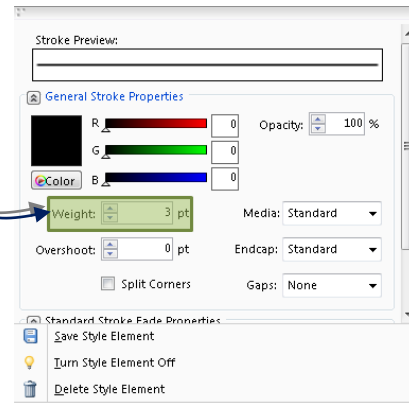 Stroke Preview:
General Stroke Properties
R 0 Opacity: 100 %
G 0
Color B 0
Weight: 3 pt Media: Standard
Overshoot: 0 pt Endcap: Standard
Split Corners Gaps: None
Standard Stroke Fade Properties
Save Style Element
Turn Style Element Off
Delete Style Element